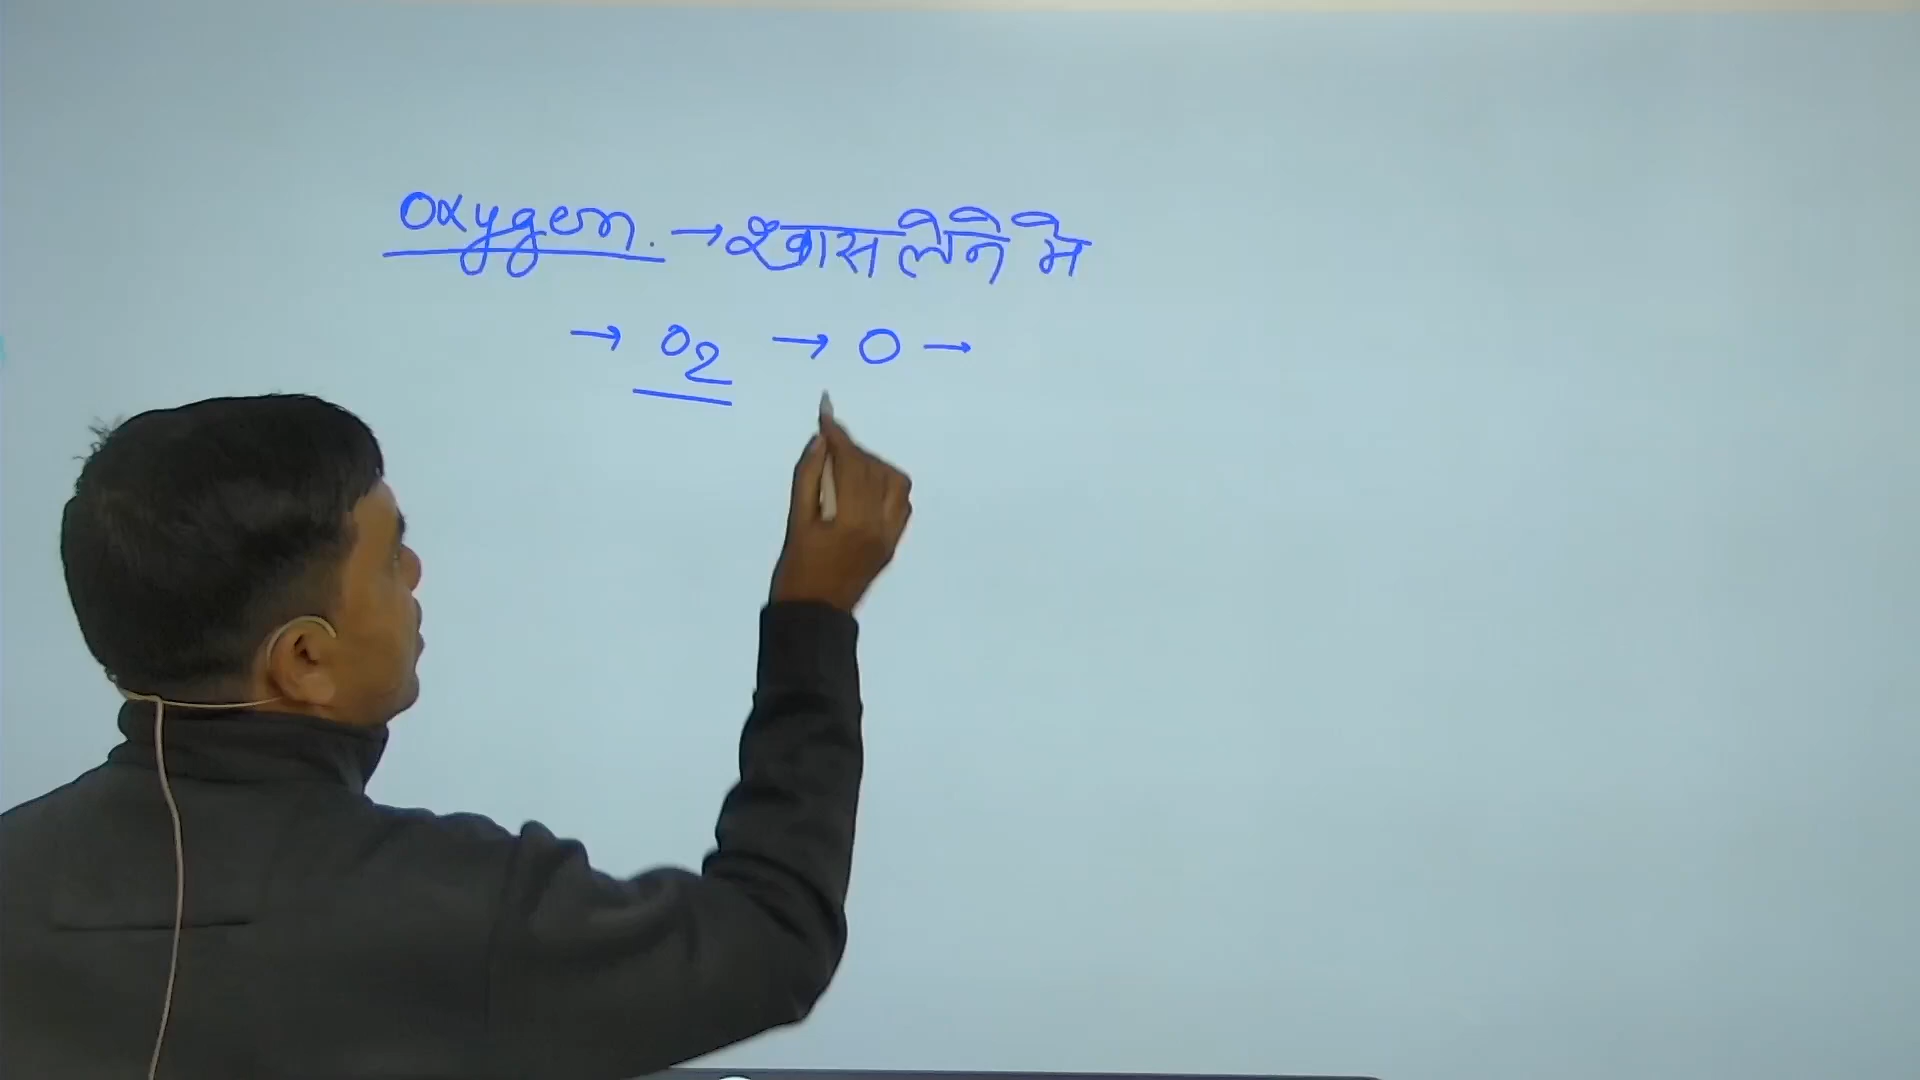 oxygen. → श्वास लेने मे
→ O2 → O →